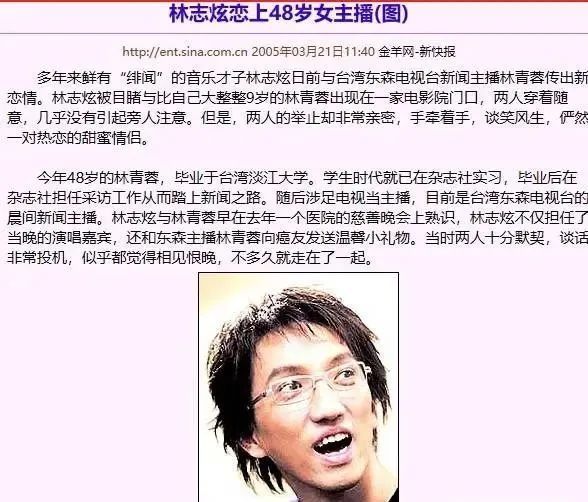 林志炫恋上48岁女主播(图)
http://ent.sina.com.cn 2005年03月21日11:40 金羊网-新快报
多年来鲜有“绯闻”的音乐才子林志炫日前与台湾东森电视台新闻主播林青蓉传出新
恋情。林志炫被目睹与比自己大整整9岁的林青蓉出现在一家电影院门口，两人穿着随
意，几乎没有引起旁人注意。但是，两人的举止却非常亲密，手牵着手，谈笑风生，俨然
一对热恋的甜蜜情侣。
今年48岁的林青蓉，毕业于台湾淡江大学。学生时代就已在杂志社实习，毕业后在
杂志社担任采访工作从而踏上新闻之路。随后涉足电视当主播，目前是台湾东森电视台的
晨间新闻主播。林志炫与林青蓉早在去年一个医院的慈善晚会上熟识，林志炫不仅担任了
当晚的演唱嘉宾，还和东森主播林青蓉向癌友发送温馨小礼物。当时两人十分默契，谈话
非常投机，似乎都觉得相见恨晚，不多久就走在了一起。